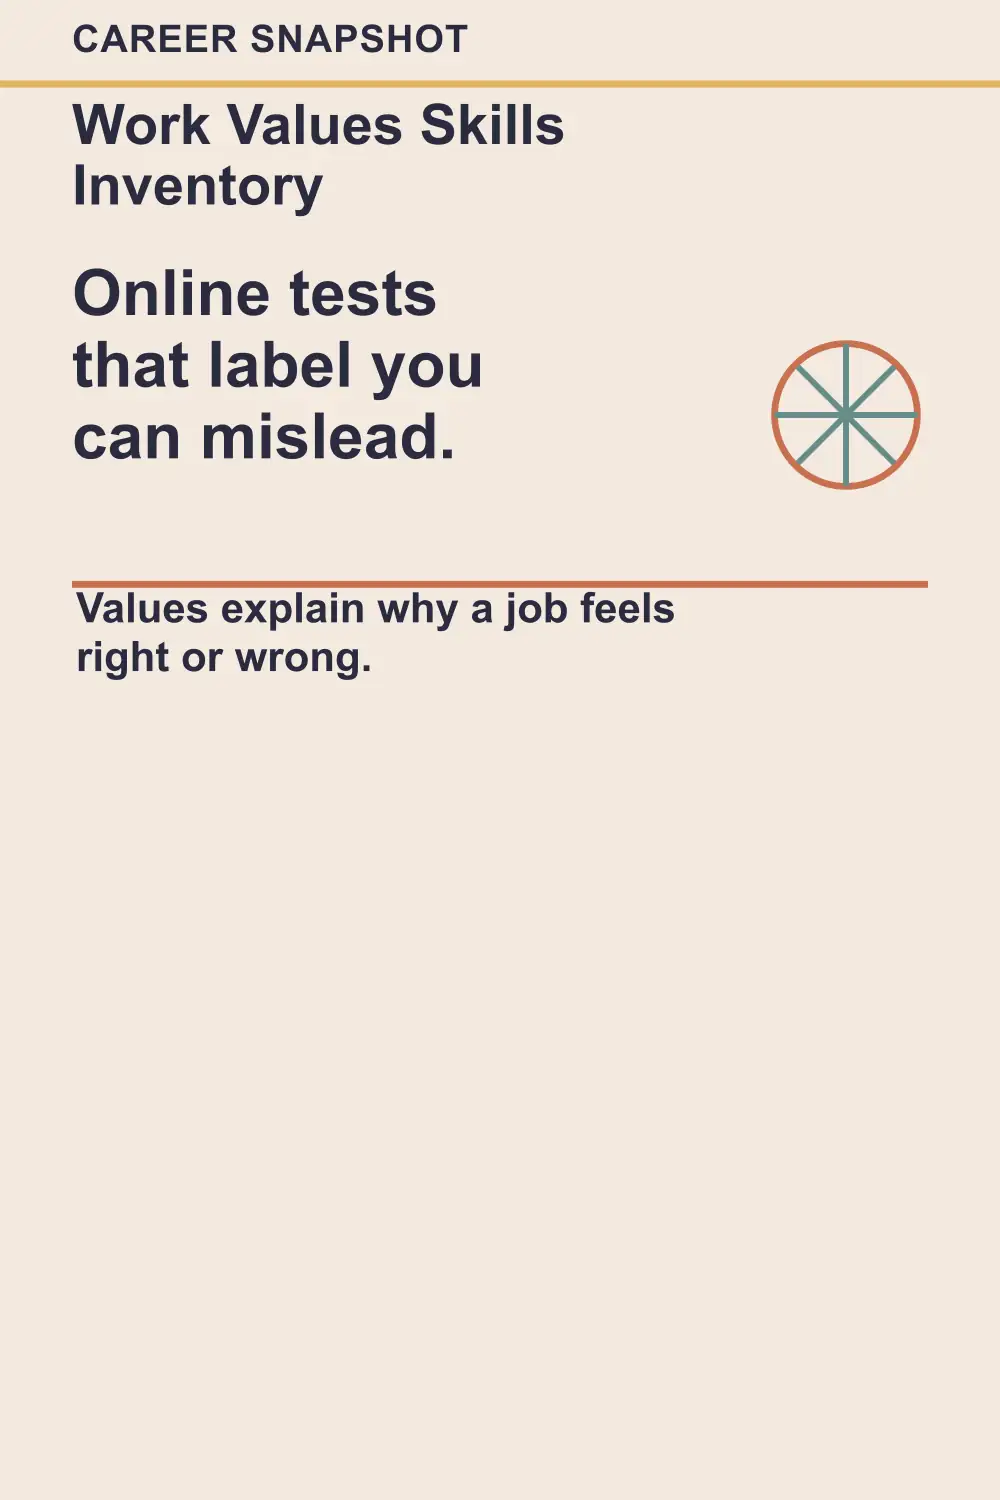 CAREER SNAPSHOT
Work Values Skills
Inventory
Online tests
that label you
can mislead.
Values explain why a job feels
right or wrong.